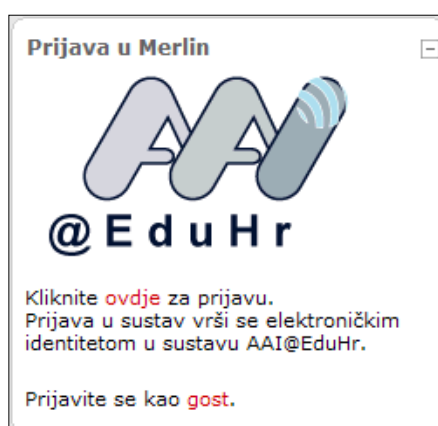 Prijava u Merlin
AAI
@EduHr
Kliknite ovdje za prijavu.
Prijava u sustav vrši se elektroničkim
identitetom u sustavu AAI@EduHr.
Prijavite se kao gost.